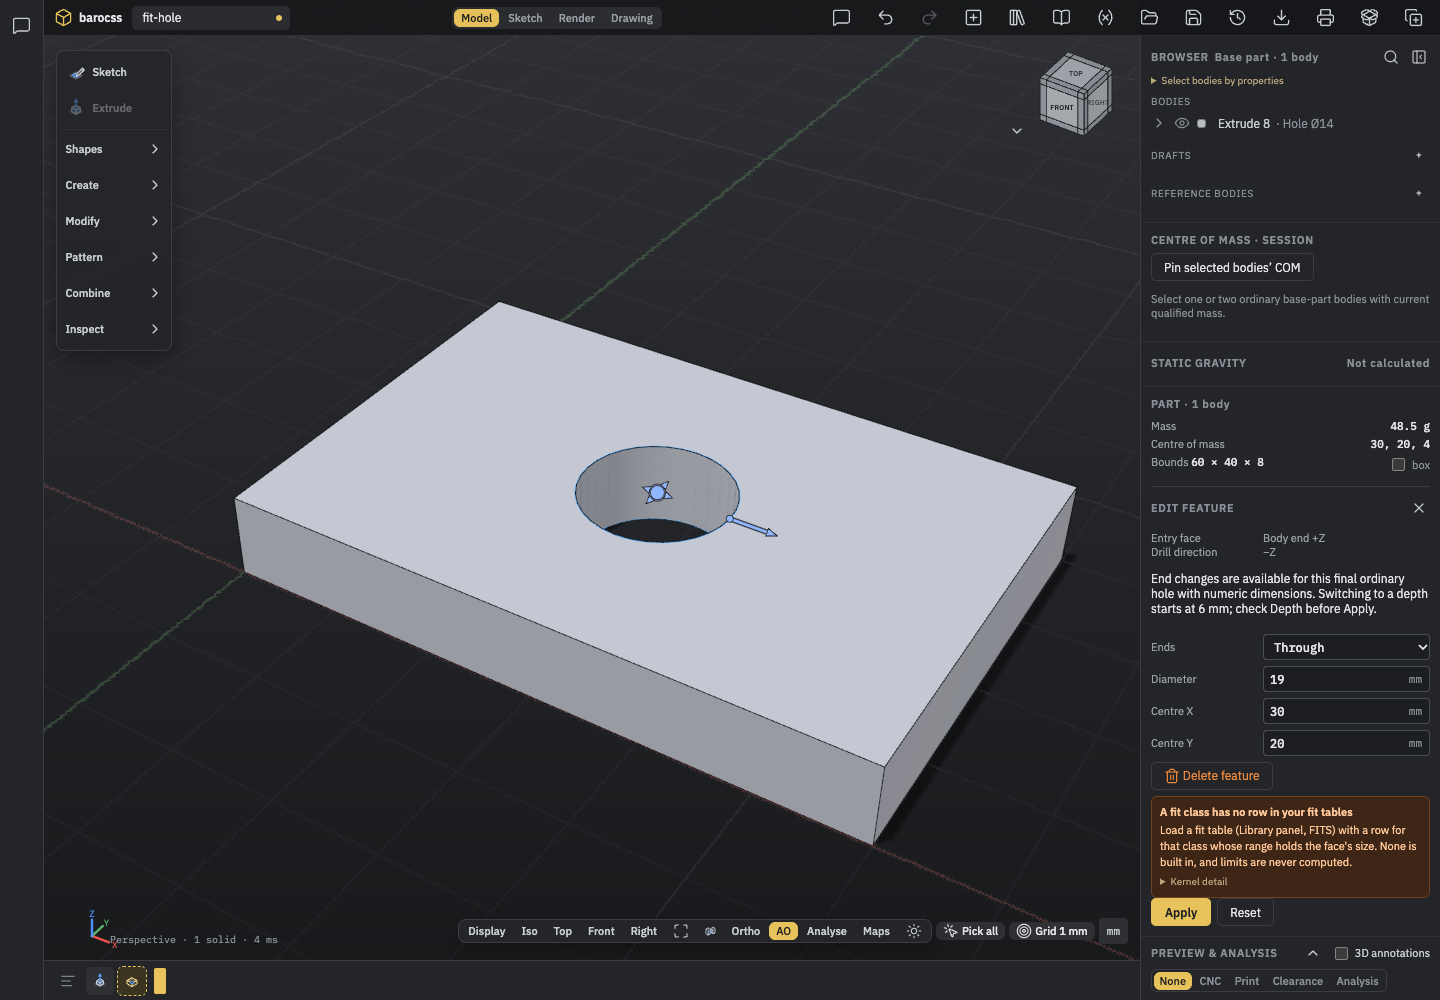 barocss
fit-hole
Model Sketch Render Drawing
Sketch
Extrude
Shapes
Create
Modify
Pattern
Combine
Inspect
TOP
FRONT
RIGHT
BROWSER Base part · 1 body
Select bodies by properties
BODIES
Extrude 8 · Hole Ø14
DRAFTS
REFERENCE BODIES
CENTRE OF MASS · SESSION
Pin selected bodies’ COM
Select one or two ordinary base-part bodies with current
qualified mass.
STATIC GRAVITY Not calculated
PART · 1 body
Mass 48.5 g
Centre of mass 30, 20, 4
Bounds 60 × 40 × 8 box
EDIT FEATURE
Entry face Body end +Z
Drill direction −Z
End changes are available for this final ordinary
hole with numeric dimensions. Switching to a depth
starts at 6 mm; check Depth before Apply.
Ends Through
Diameter 19 mm
Centre X 30 mm
Centre Y 20 mm
Delete feature
A fit class has no row in your fit tables
Load a fit table (Library panel, FITS) with a row for
that class whose range holds the face's size. None is
built in, and limits are never computed.
Kernel detail
Apply Reset
PREVIEW & ANALYSIS 3D annotations
None CNC Print Clearance Analysis
Z
Y
X
Perspective · 1 solid · 4 ms
Display Iso Top Front Right Ortho AO Analyse Maps Pick all Grid 1 mm mm